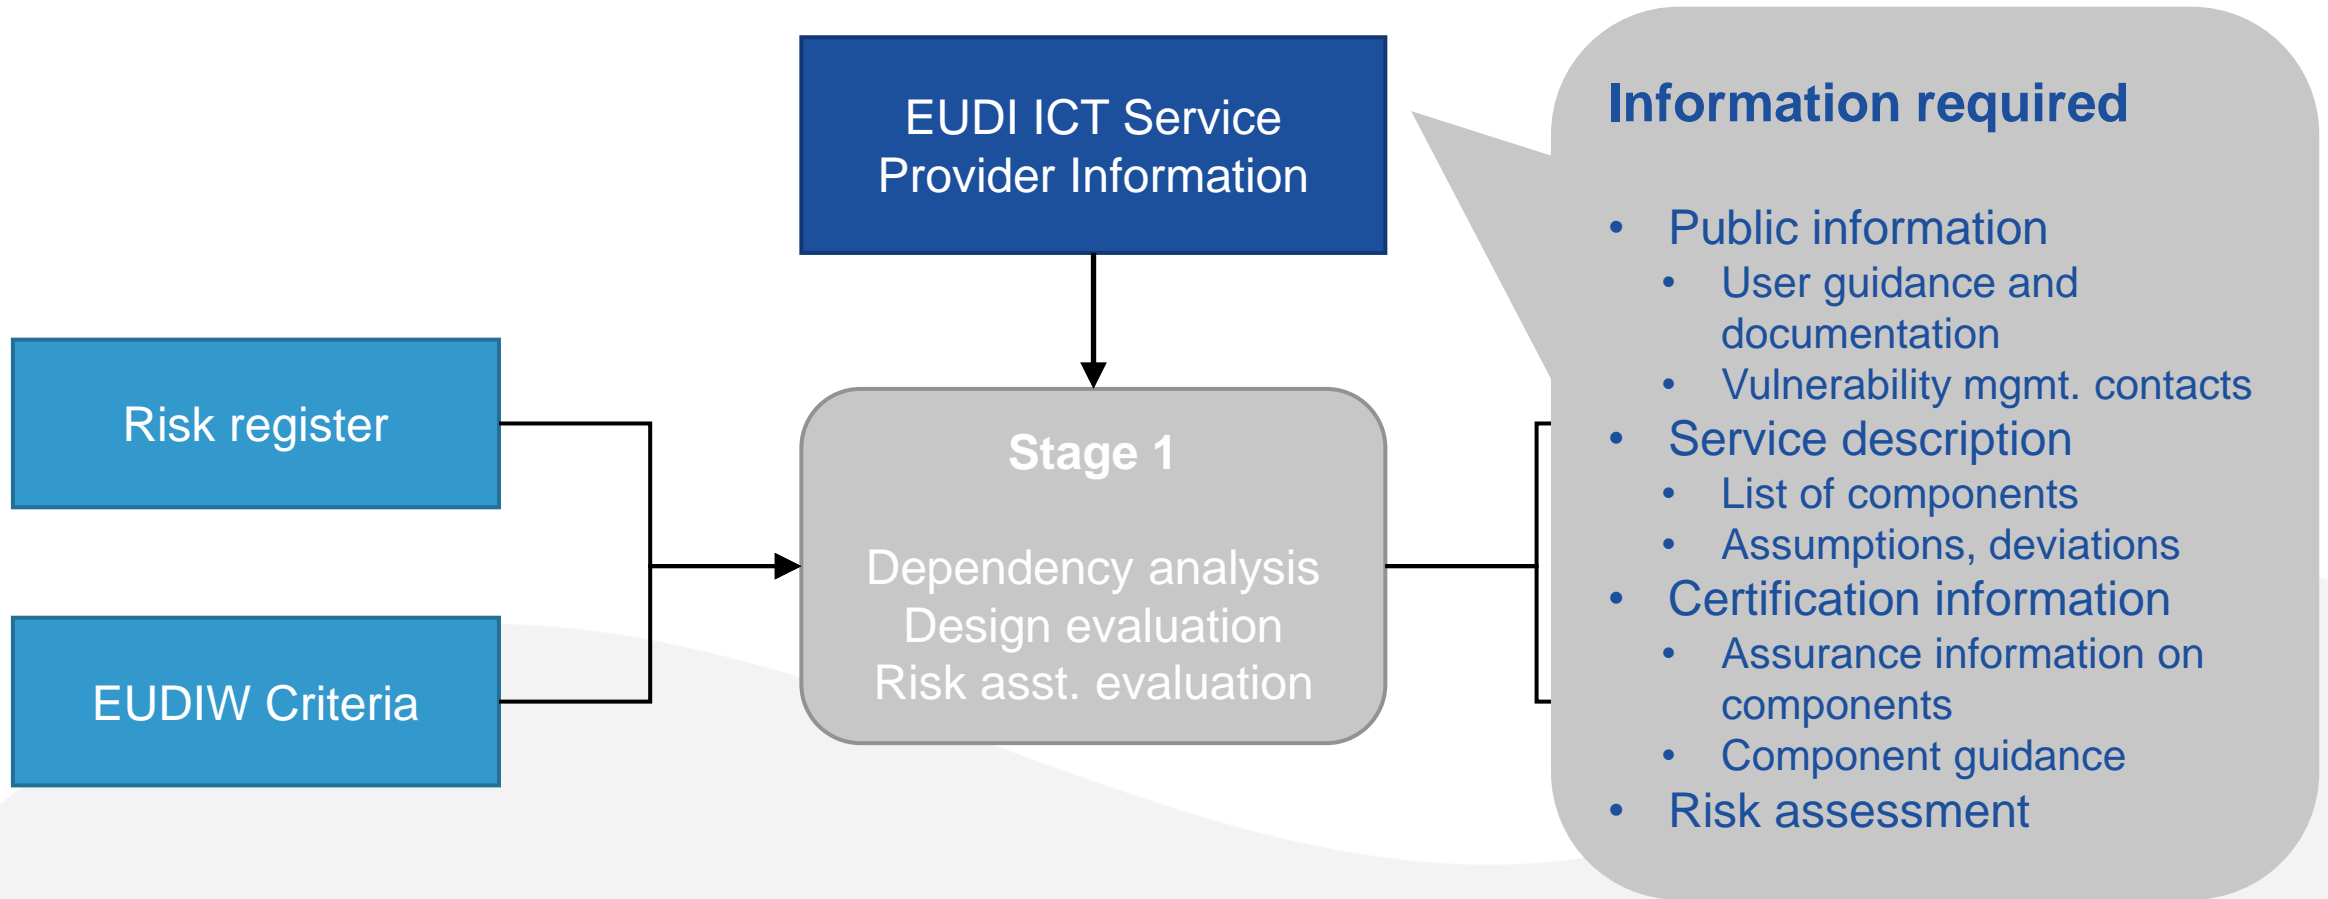 EUDI ICT Service
Provider Information
Risk register
EUDIW Criteria
Stage 1
Dependency analysis
Design evaluation
Risk asst. evaluation
Information required
• Public information
• User guidance and
documentation
• Vulnerability mgmt. contacts
• Service description
• List of components
• Assumptions, deviations
• Certification information
• Assurance information on
components
• Component guidance
• Risk assessment